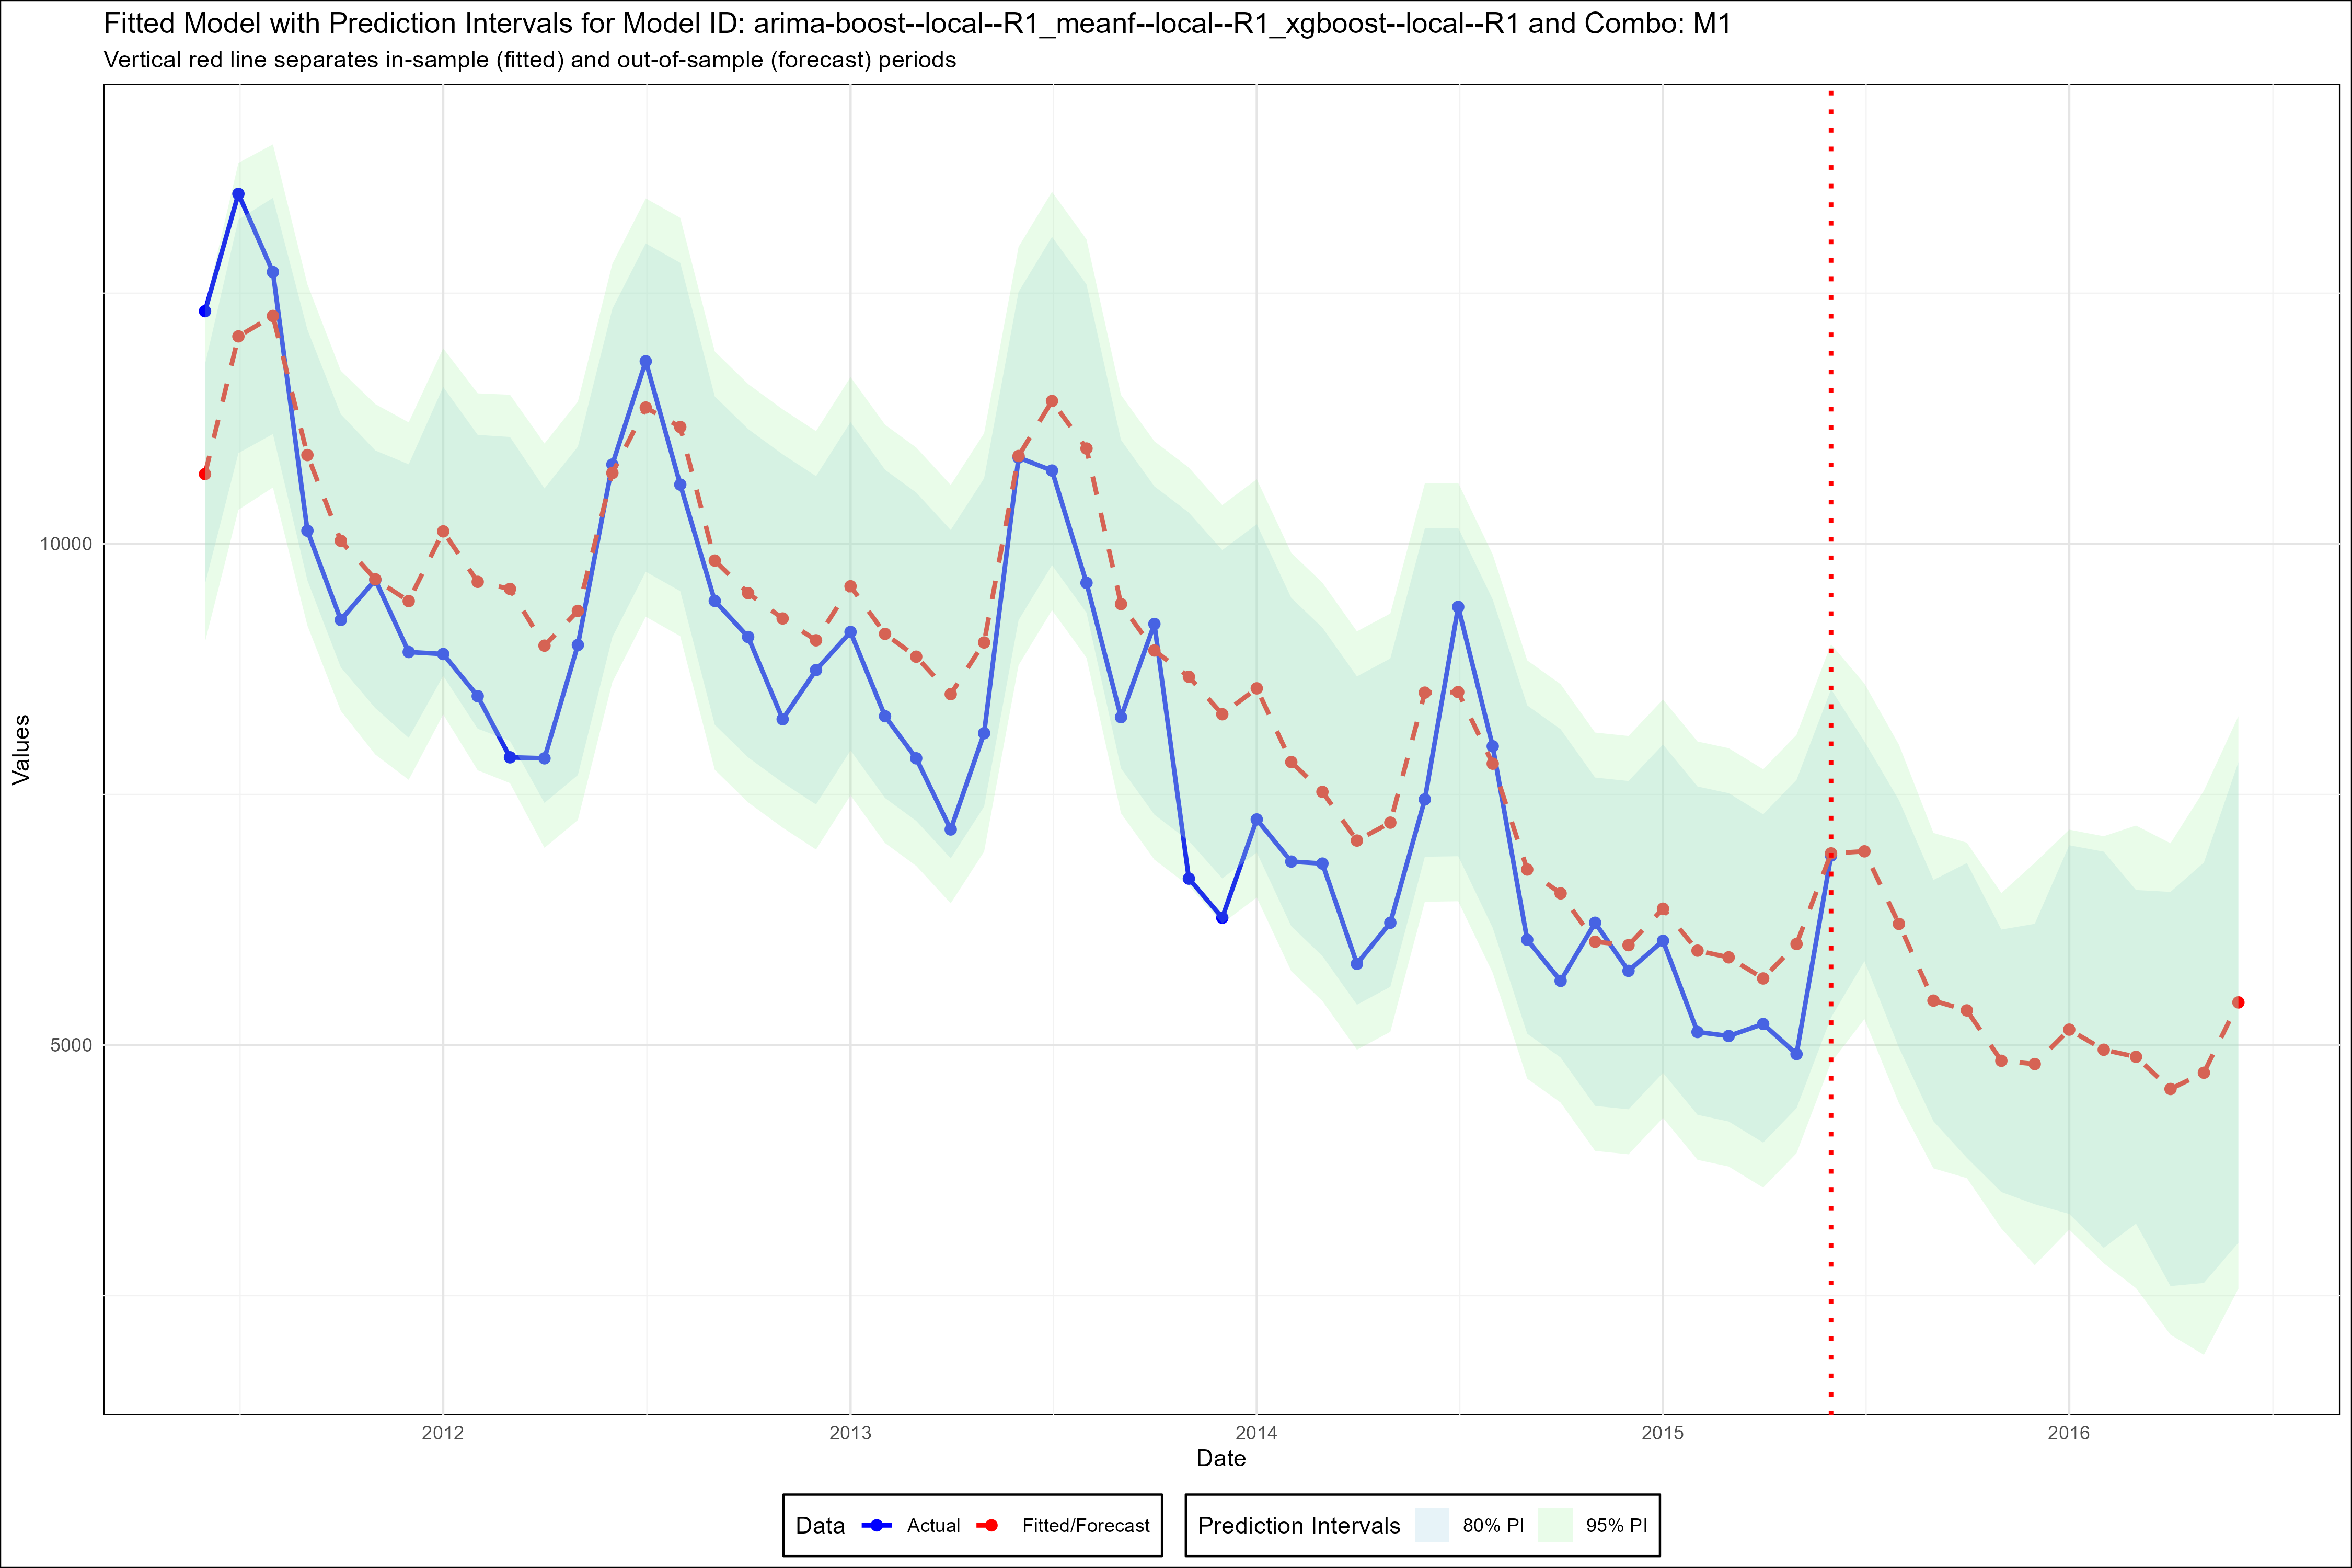 Fitted Model with Prediction Intervals for Model ID: arima-boost--local--R1_meanf--local--R1_xgboost--local--R1 and Combo: M1
Vertical red line separates in-sample (fitted) and out-of-sample (forecast) periods
Values
10000
5000
2012 2013 2014 2015 2016
Date
Data Actual Fitted/Forecast Prediction Intervals 80% PI 95% PI